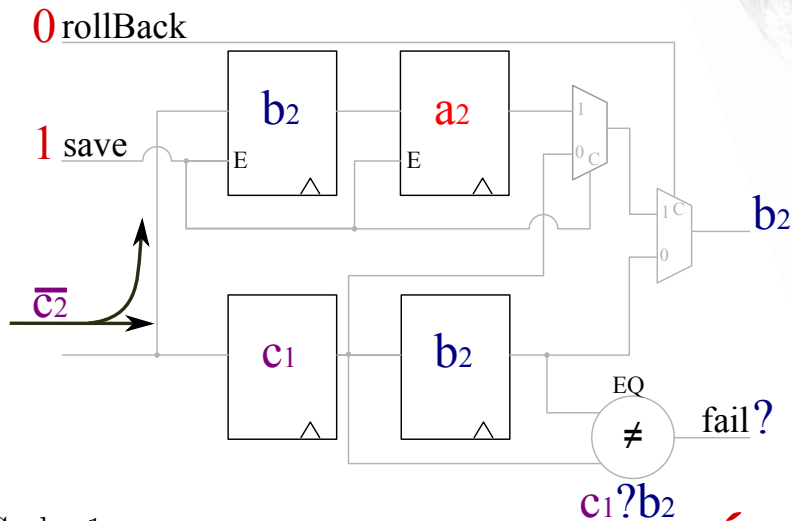 0 rollBack
b2
a2
1
1 save
E
E
0
C
1
C
b2
0
c̅2̅
c1
b2
EQ
≠
fail?
c1?b2